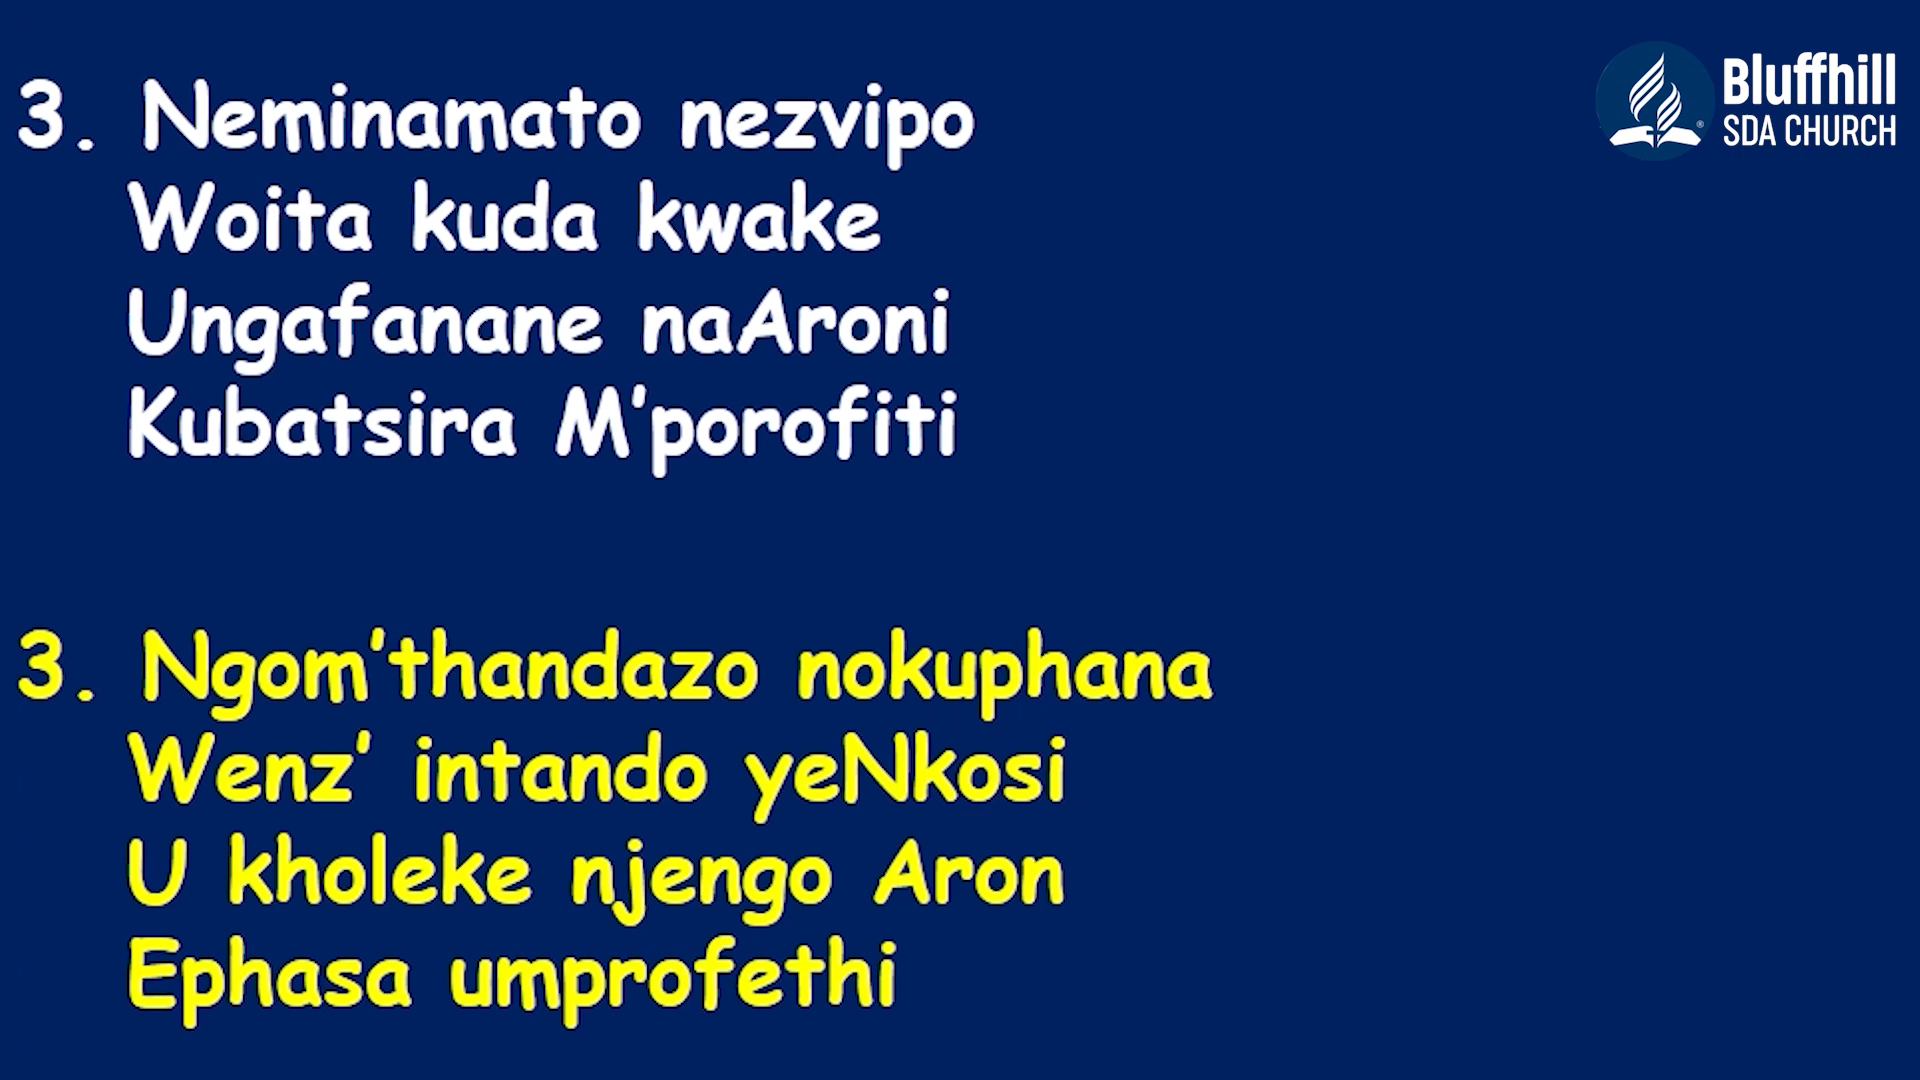 3. Neminamato nezvipo
Woita kuda kwake
Ungafanane naAroni
Kubatsira M'porofiti
3. Ngom'thandazo nokuphana
Wenz' intando yeNkosi
U kholeke njengo Aron
Ephasa umprofethi
Bluffhill
SDA CHURCH